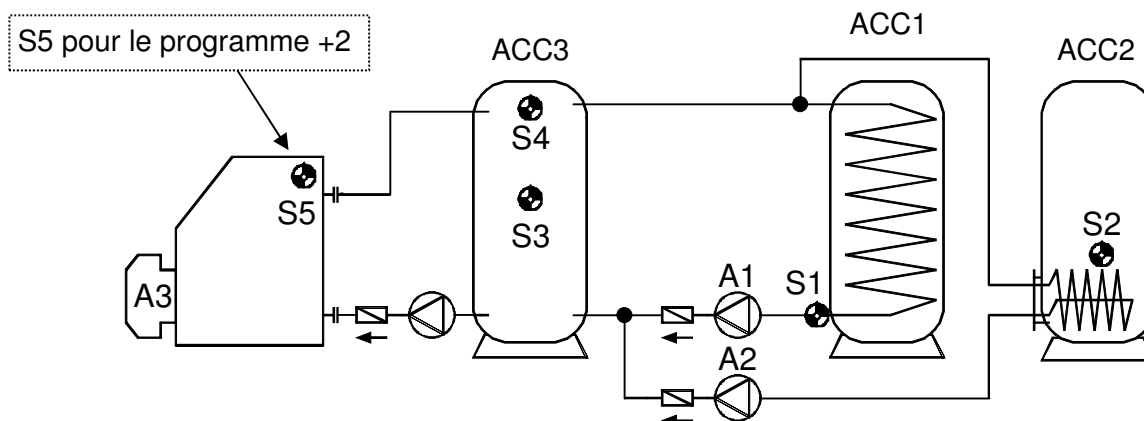 S5 pour le programme +2
ACC3
ACC1
ACC2
S4
S5
S3
S2
A3
A1
S1
A2